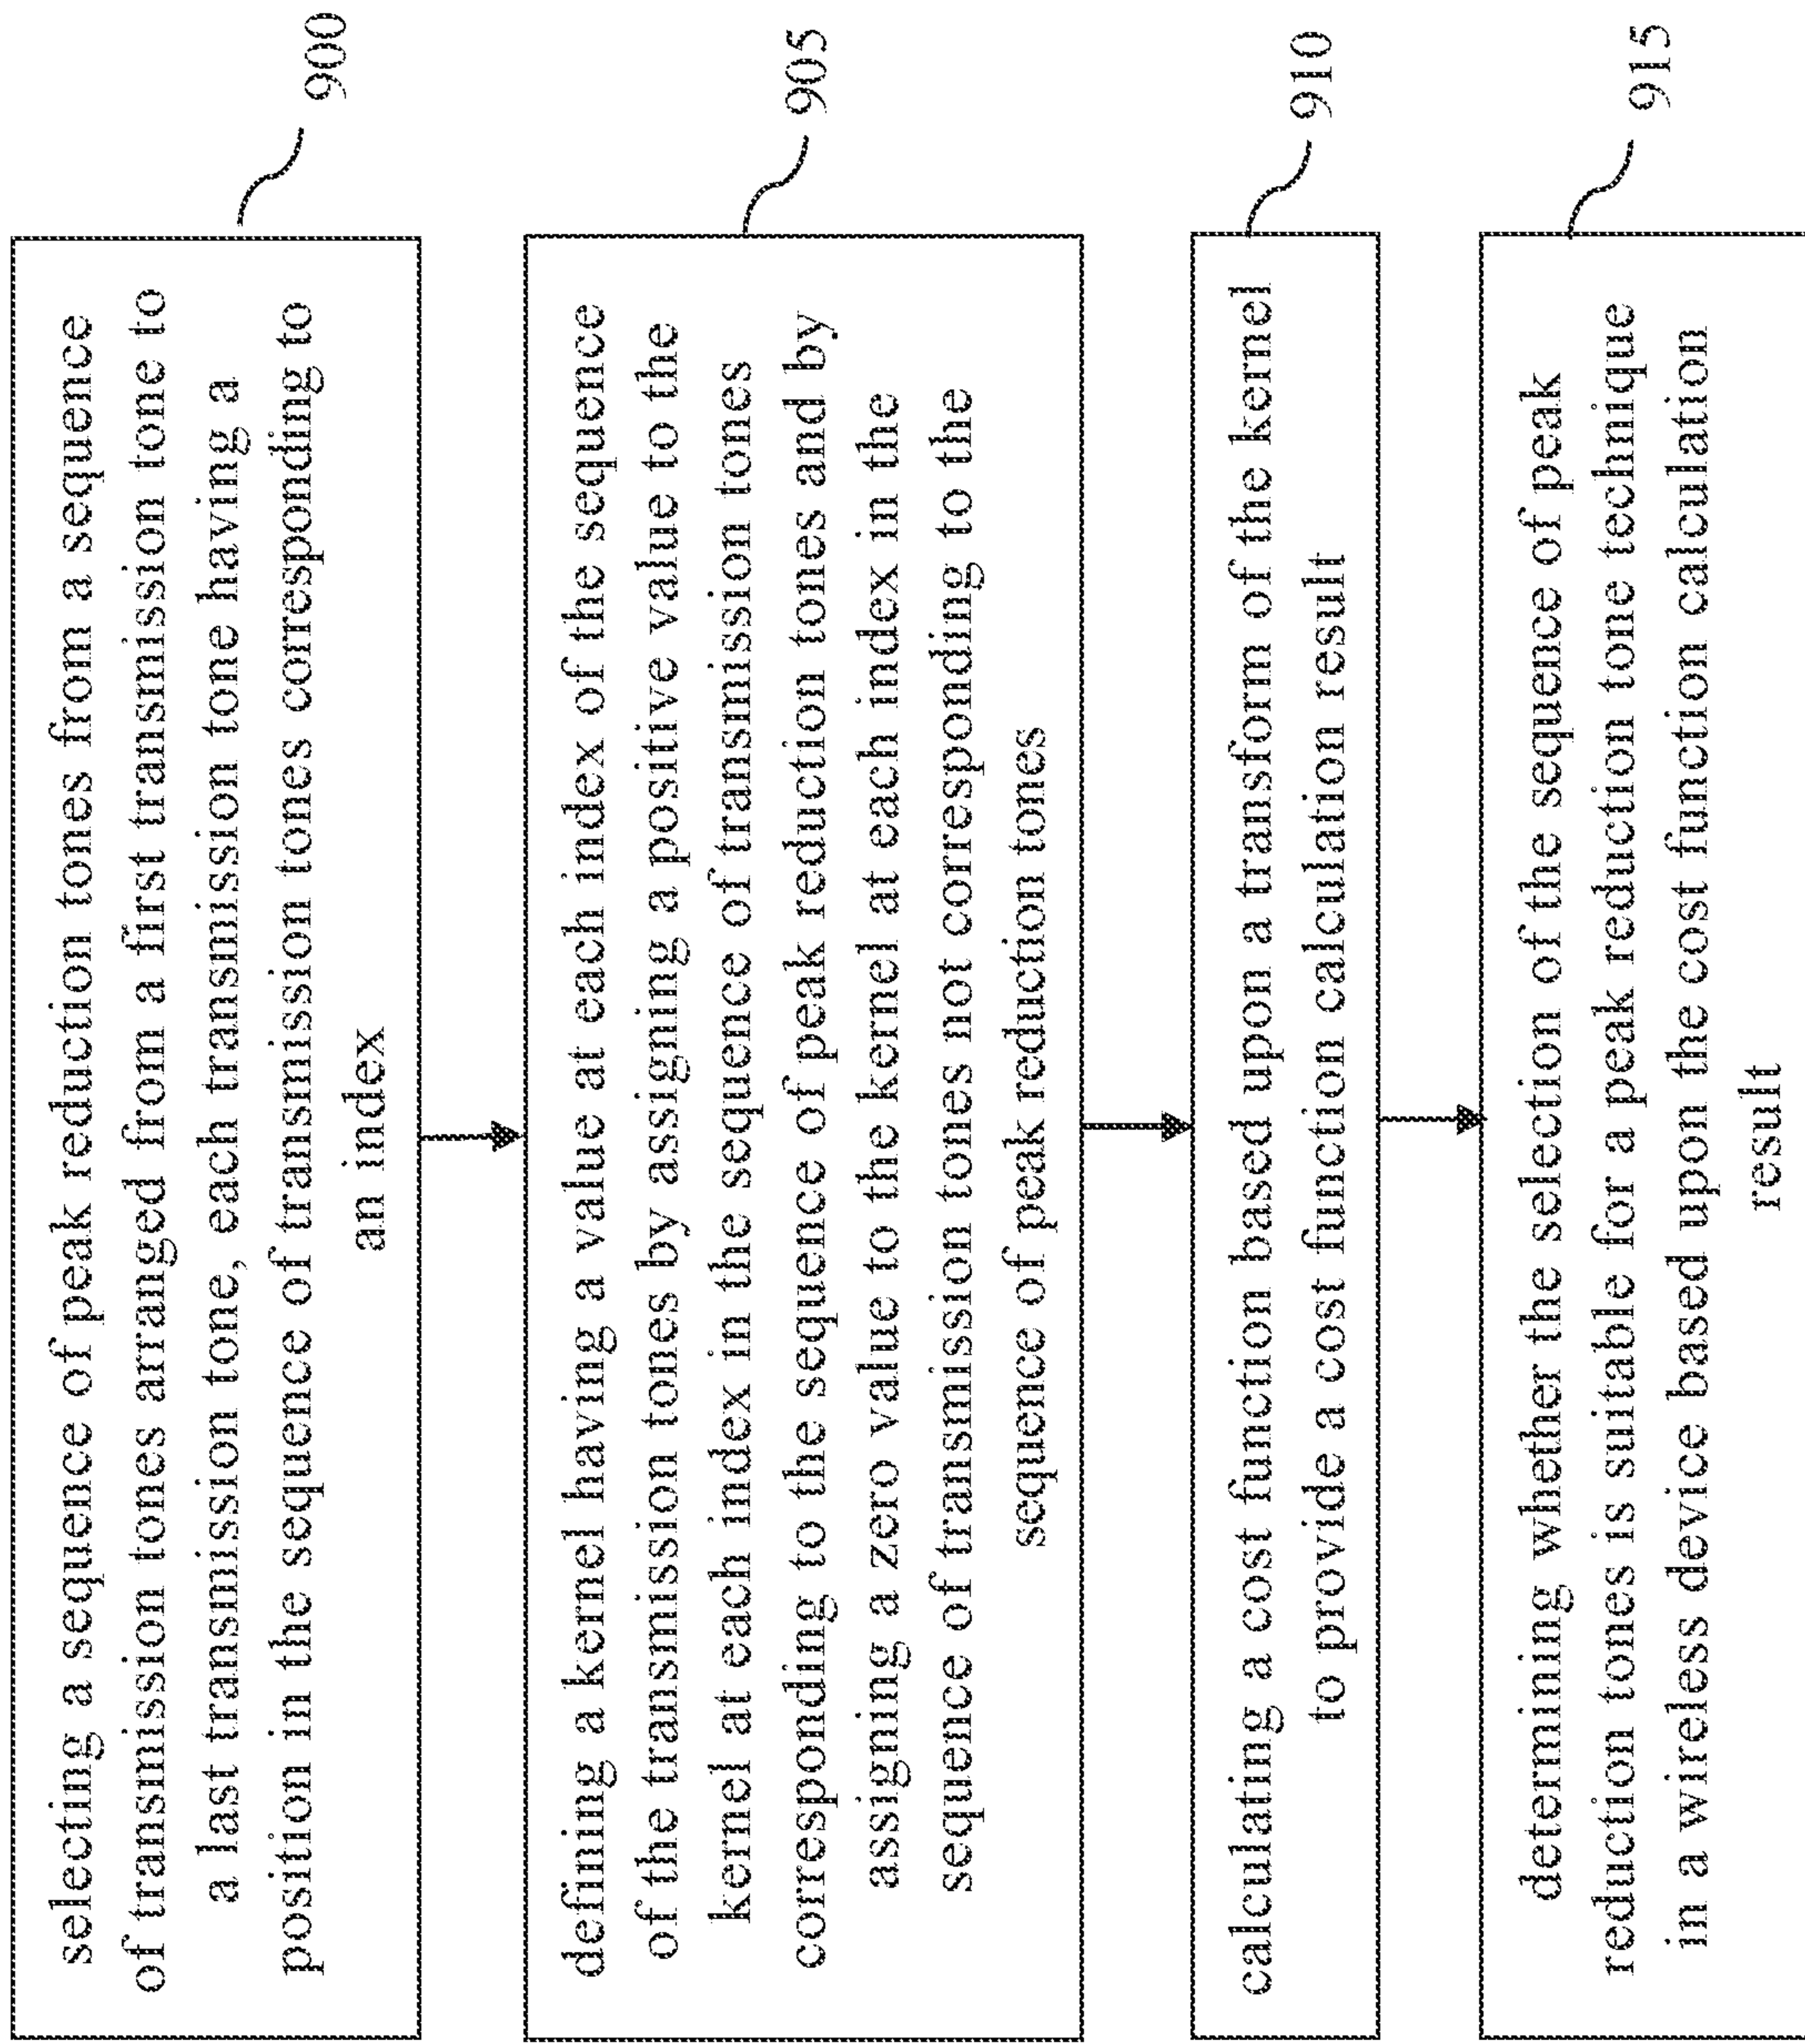 selecting a sequence of peak reduction tones from a sequence
of transmission tones arranged from a first transmission tone to
a last transmission tone, each transmission tone having a
position in the sequence of transmission tones corresponding to
an index
900
defining a kernel having a value at each index of the sequence
of the transmission tones by assigning a positive value to the
kernel at each index in the sequence of transmission tones
corresponding to the sequence of peak reduction tones and by
assigning a zero value to the kernel at each index in the
sequence of transmission tones not corresponding to the
sequence of peak reduction tones
905
calculating a cost function based upon a transform of the kernel
to provide a cost function calculation result
910
determining whether the selection of the sequence of peak
reduction tones is suitable for a peak reduction tone technique
in a wireless device based upon the cost function calculation
result
915